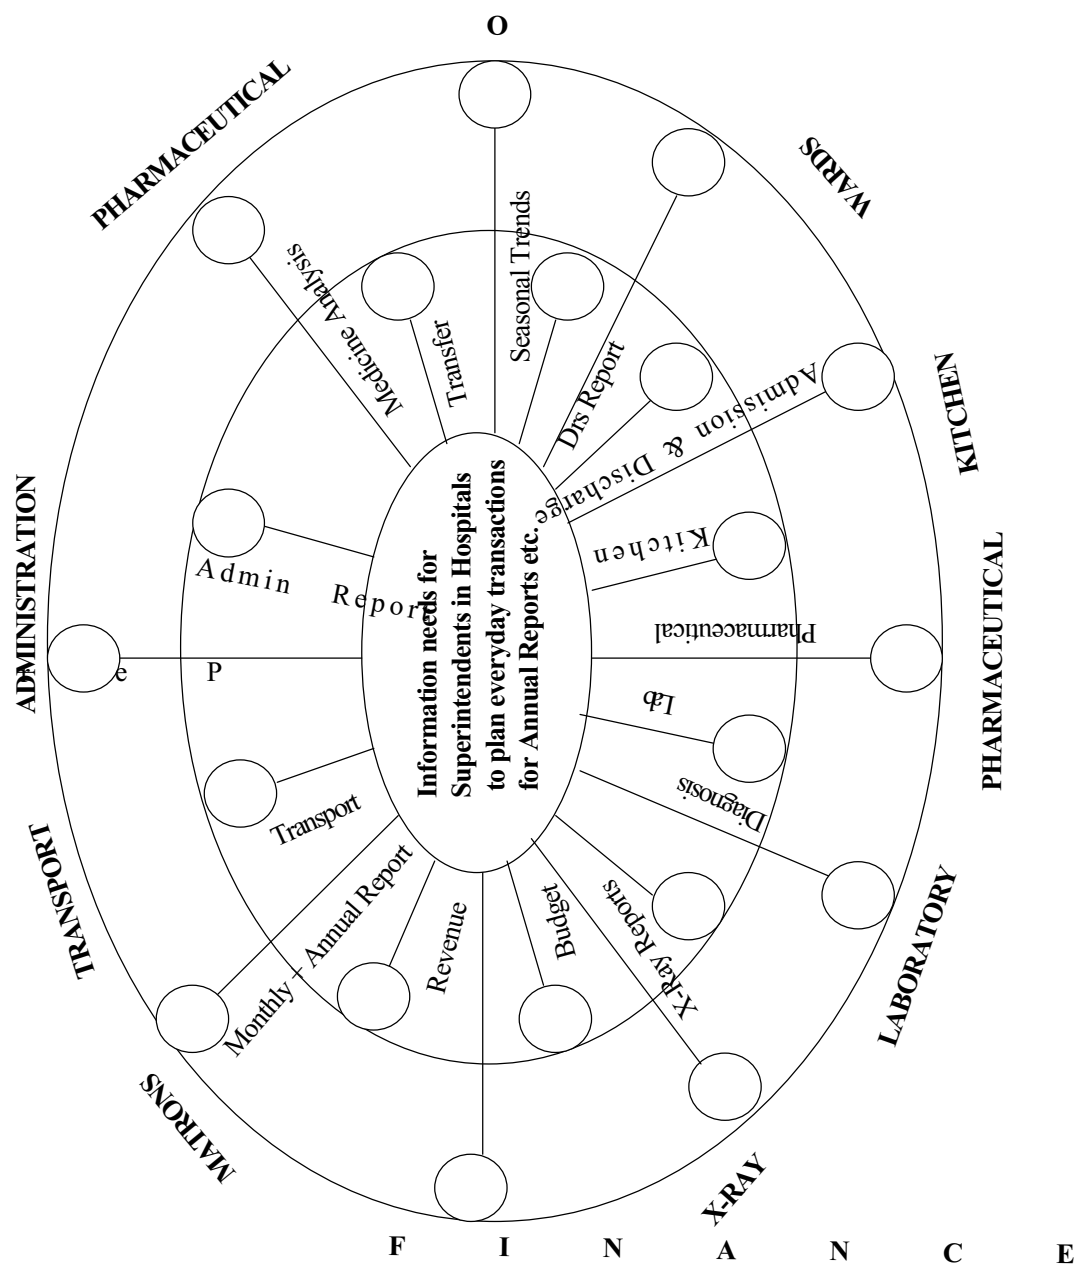 O
PHARMACEUTICAL
WARDS
KITCHEN
PHARMACEUTICAL
LABORATORY
X-RAY
F I N A N C E
MATRONS
TRANSPORT
ADMINISTRATION
Medicine Analysis
Transfer
Seasonal Trends
Drs Report
Admission & Discharge
Kitchen
Pharmaceutical
Lab
Diagnosis
X-Ray Reports
Budget
Revenue
Monthly + Annual Report
Transport
e P
Admin Report
Information needs for
Superintendents in Hospitals
to plan everyday transactions
for Annual Reports etc.